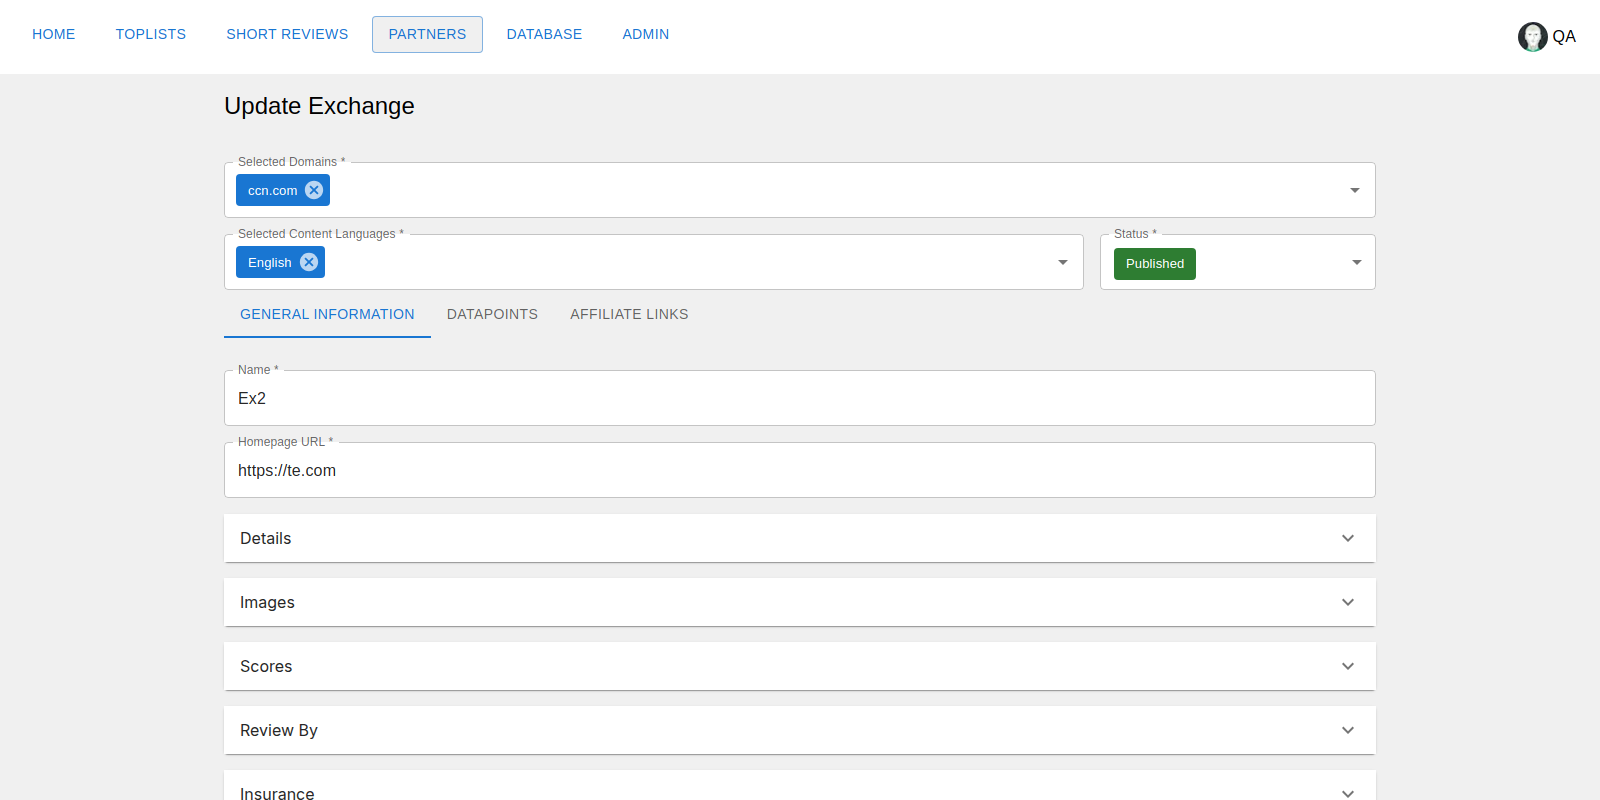 HOME TOPLISTS SHORT REVIEWS PARTNERS DATABASE ADMIN QA
Update Exchange
Selected Domains *
ccn.com
Selected Content Languages * Status *
English Published
GENERAL INFORMATION DATAPOINTS AFFILIATE LINKS
Name *
Ex2
Homepage URL *
https://te.com
Details
Images
Scores
Review By
Insurance